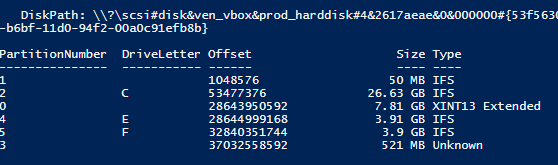 DiskPath: \\?\scsi#disk&ven_vbox&prod_harddisk#4&2617aeae&0&000000#{53f5630
-b6bf-11d0-94f2-00a0c91efb8b}
PartitionNumber DriveLetter Offset Size Type
--------------- ----------- ------ ---- ----
1 1048576 50 MB IFS
2 C 53477376 26.63 GB IFS
0 28643950592 7.81 GB XINT13 Extended
4 E 28644999168 3.91 GB IFS
5 F 32840351744 3.9 GB IFS
3 37032558592 521 MB Unknown